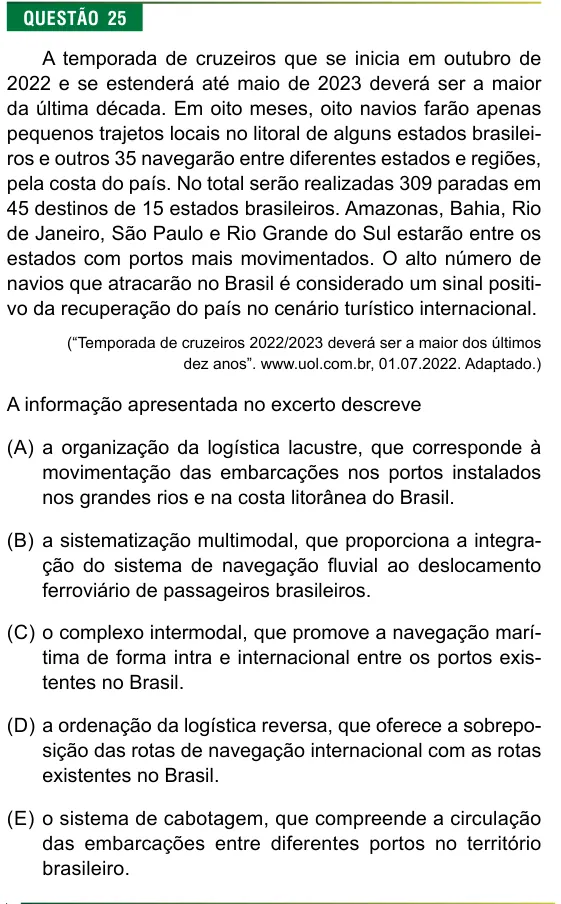 QUESTÃO 25
A temporada de cruzeiros que se inicia em outubro de
2022 e se estenderá até maio de 2023 deverá ser a maior
da última década. Em oito meses, oito navios farão apenas
pequenos trajetos locais no litoral de alguns estados brasilei-
ros e outros 35 navegarão entre diferentes estados e regiões,
pela costa do país. No total serão realizadas 309 paradas em
45 destinos de 15 estados brasileiros. Amazonas, Bahia, Rio
de Janeiro, São Paulo e Rio Grande do Sul estarão entre os
estados com portos mais movimentados. O alto número de
navios que atracarão no Brasil é considerado um sinal positi-
vo da recuperação do país no cenário turístico internacional.
(“Temporada de cruzeiros 2022/2023 deverá ser a maior dos últimos
dez anos”. www.uol.com.br, 01.07.2022. Adaptado.)
A informação apresentada no excerto descreve
(A) a organização da logística lacustre, que corresponde à
movimentação das embarcações nos portos instalados
nos grandes rios e na costa litorânea do Brasil.
(B) a sistematização multimodal, que proporciona a integra-
ção do sistema de navegação fluvial ao deslocamento
ferroviário de passageiros brasileiros.
(C) o complexo intermodal, que promove a navegação marí-
tima de forma intra e internacional entre os portos exis-
tentes no Brasil.
(D) a ordenação da logística reversa, que oferece a sobrepo-
sição das rotas de navegação internacional com as rotas
existentes no Brasil.
(E) o sistema de cabotagem, que compreende a circulação
das embarcações entre diferentes portos no território
brasileiro.